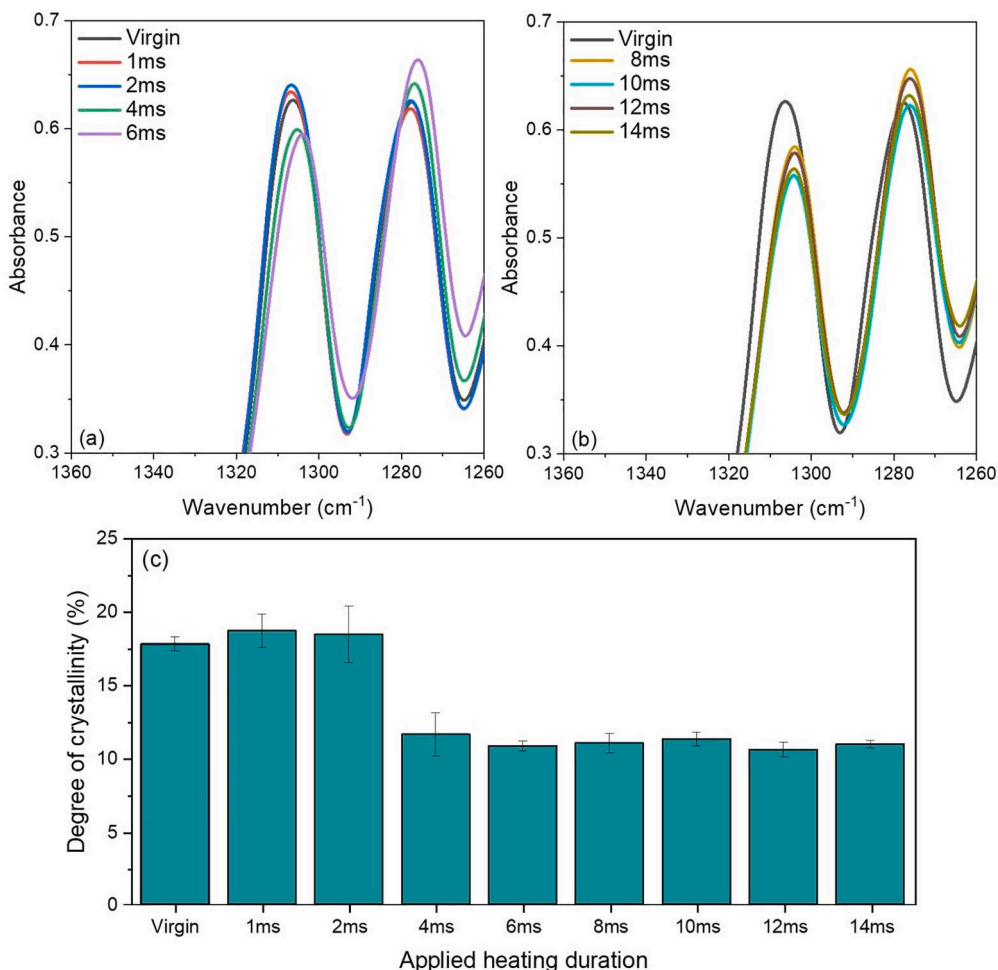 0.7
0.6
0.5
0.4
0.3
Absorbance
Virgin
1ms
2ms
4ms
6ms
(a)
1360
1340
1320
1300
1280
1260
Wavenumber (cm⁻¹)
0.7
0.6
0.5
0.4
0.3
Absorbance
Virgin
8ms
10ms
12ms
14ms
(b)
1360
1340
1320
1300
1280
1260
Wavenumber (cm⁻¹)
25
20
15
10
5
0
Degree of crystallinity (%)
(c)
Virgin
1ms
2ms
4ms
6ms
8ms
10ms
12ms
14ms
Applied heating duration